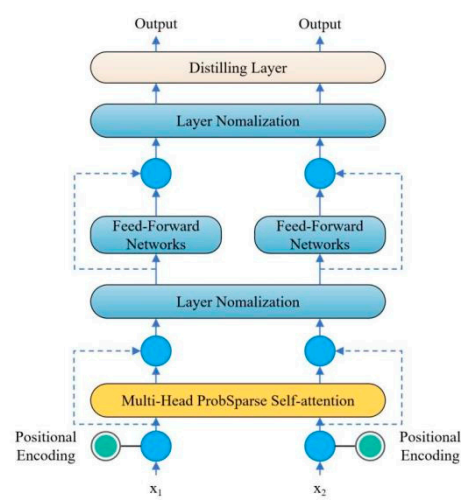 Output Output
Distilling Layer
Layer Nomalization
Feed-Forward Feed-Forward
Networks Networks
Layer Nomalization
Multi-Head ProbSparse Self-attention
Positional Positional
Encoding Encoding
x1 x2